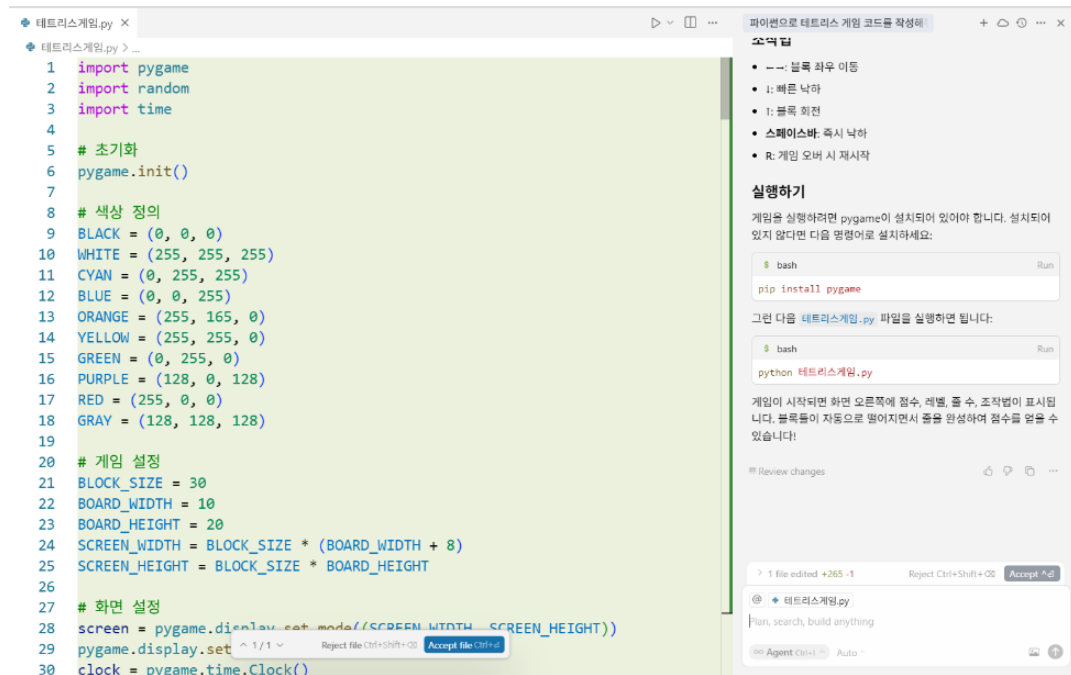 테트리스게임.py ×
테트리스게임.py > ...
1 import pygame
2 import random
3 import time
4
5 # 초기화
6 pygame.init()
7
8 # 색상 정의
9 BLACK = (0, 0, 0)
10 WHITE = (255, 255, 255)
11 CYAN = (0, 255, 255)
12 BLUE = (0, 0, 255)
13 ORANGE = (255, 165, 0)
14 YELLOW = (255, 255, 0)
15 GREEN = (0, 255, 0)
16 PURPLE = (128, 0, 128)
17 RED = (255, 0, 0)
18 GRAY = (128, 128, 128)
19
20 # 게임 설정
21 BLOCK_SIZE = 30
22 BOARD_WIDTH = 10
23 BOARD_HEIGHT = 20
24 SCREEN_WIDTH = BLOCK_SIZE * (BOARD_WIDTH + 8)
25 SCREEN_HEIGHT = BLOCK_SIZE * BOARD_HEIGHT
26
27 # 화면 설정
28 screen = pygame.display.set_mode((SCREEN_WIDTH, SCREEN_HEIGHT))
29 pygame.display.set
30 clock = pygame.time.Clock()
1 / 1 Reject file Ctrl+Shift+⌫ Accept file Ctrl+⏎
파이썬으로 테트리스 게임 코드를 작성해
조작법
• ←→: 블록 좌우 이동
• ↓: 빠른 낙하
• ↑: 블록 회전
• 스페이스바: 즉시 낙하
• R: 게임 오버 시 재시작
실행하기
게임을 실행하려면 pygame이 설치되어 있어야 합니다. 설치되어
있지 않다면 다음 명령어로 설치하세요:
$ bash Run
pip install pygame
그런 다음 테트리스게임.py 파일을 실행하면 됩니다:
$ bash Run
python 테트리스게임.py
게임이 시작되면 화면 오른쪽에 점수, 레벨, 줄 수, 조작법이 표시됩
니다. 블록들이 자동으로 떨어지면서 줄을 완성하여 점수를 얻을 수
있습니다!
Review changes
> 1 file edited +265 -1 Reject Ctrl+Shift+⌫ Accept ^⏎
@ 테트리스게임.py
Plan, search, build anything
∞ Agent Ctrl+I Auto